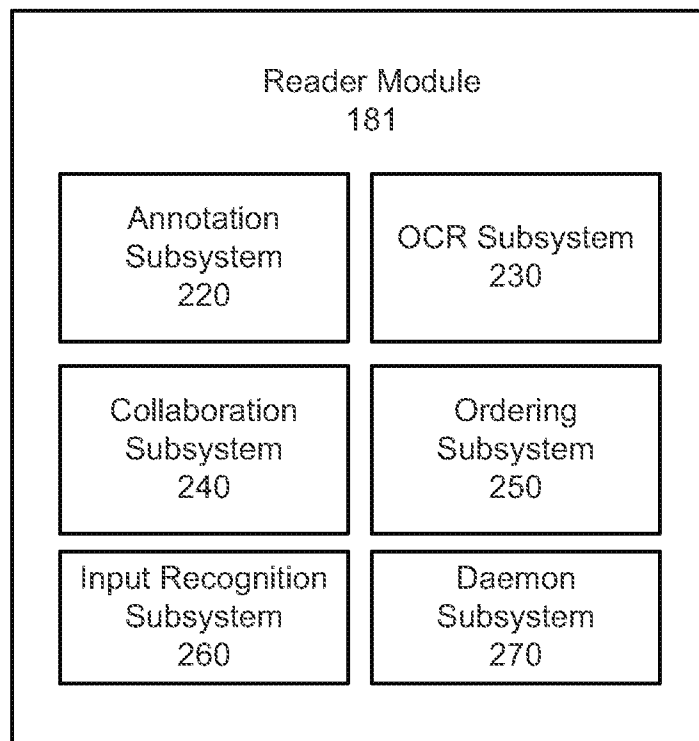 Reader Module
181
Annotation
Subsystem
220
OCR Subsystem
230
Collaboration
Subsystem
240
Ordering
Subsystem
250
Input Recognition
Subsystem
260
Daemon
Subsystem
270